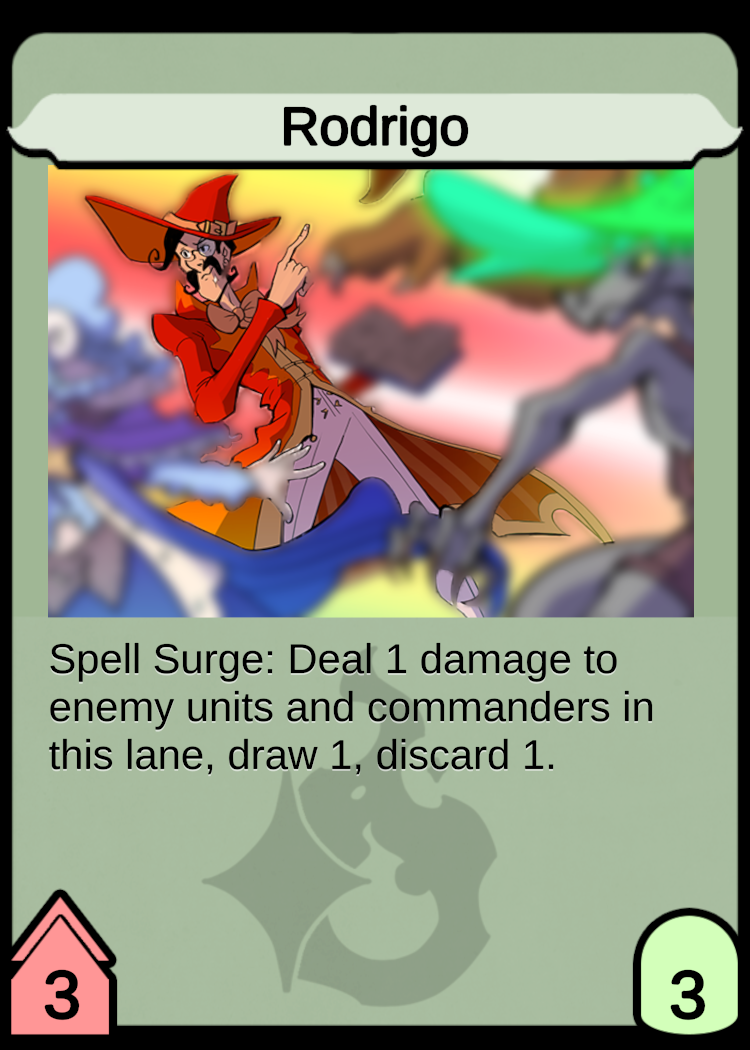 Rodrigo
Spell Surge: Deal 1 damage to
enemy units and commanders in
this lane, draw 1, discard 1.
3
3